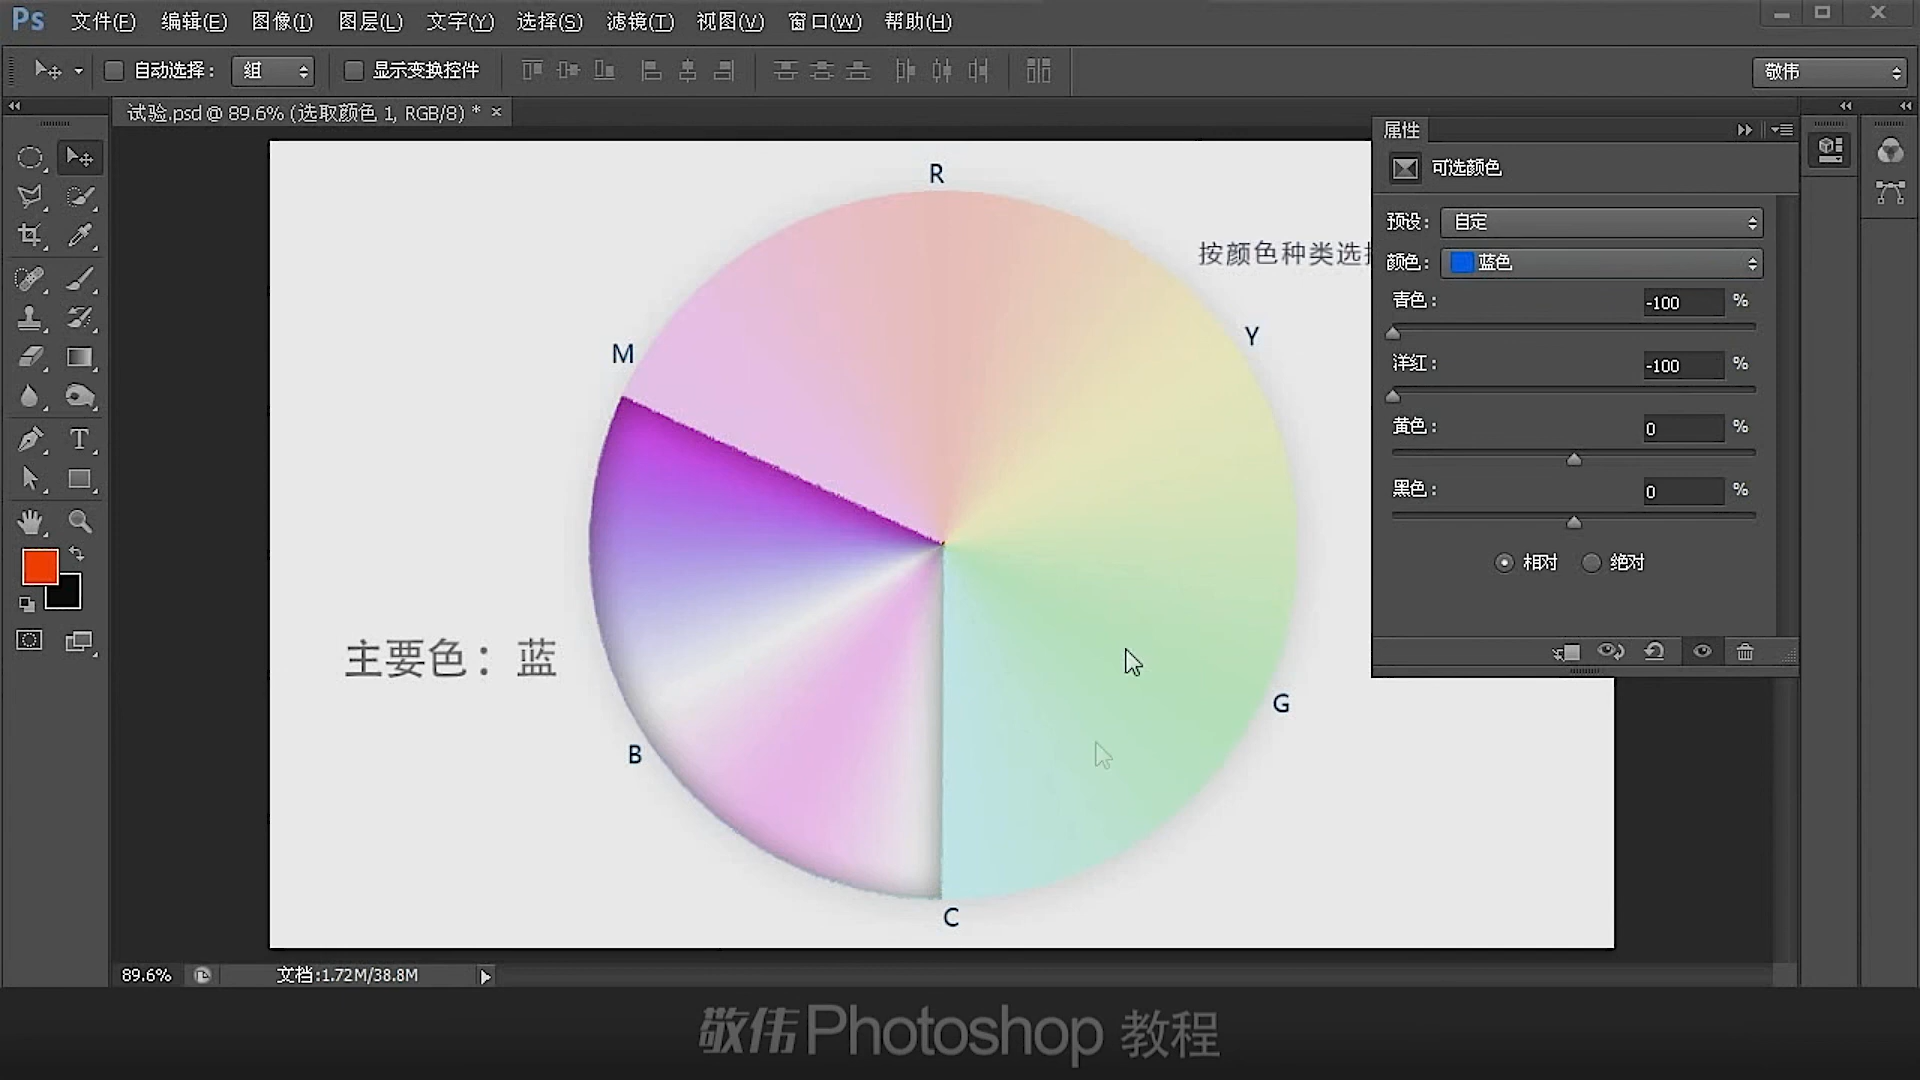 Ps 文件(F) 编辑(E) 图像(I) 图层(L) 文字(Y) 选择(S) 滤镜(T) 视图(V) 窗口(W) 帮助(H)
自动选择： 组 显示变换控件 敬伟
试验.psd @ 89.6% (选取颜色 1, RGB/8) * ×
属性
可选颜色
预设： 自定
颜色： 蓝色
青色： -100 %
洋红： -100 %
黄色： 0 %
黑色： 0 %
相对 绝对
R
按颜色种类选
Y
M
主要色：蓝
G
B
C
89.6% 文档:1.72M/38.8M
敬伟Photoshop 教程